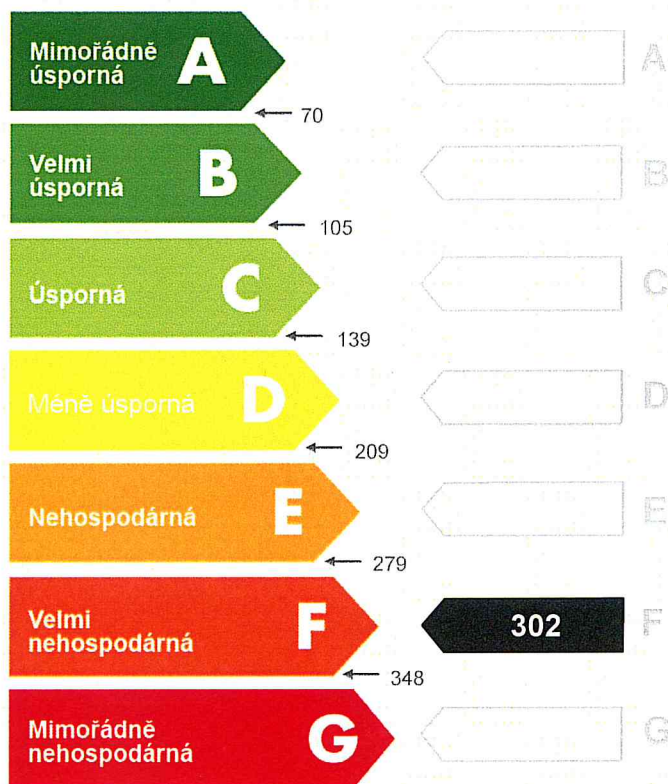 Mimořádně
úsporná
A
A
70
Velmi
úsporná
B
B
105
Úsporná
C
C
139
Méně úsporná
D
D
209
Nehospodárná
E
E
279
Velmi
nehospodárná
F
302
F
348
Mimořádně
nehospodárná
G
G